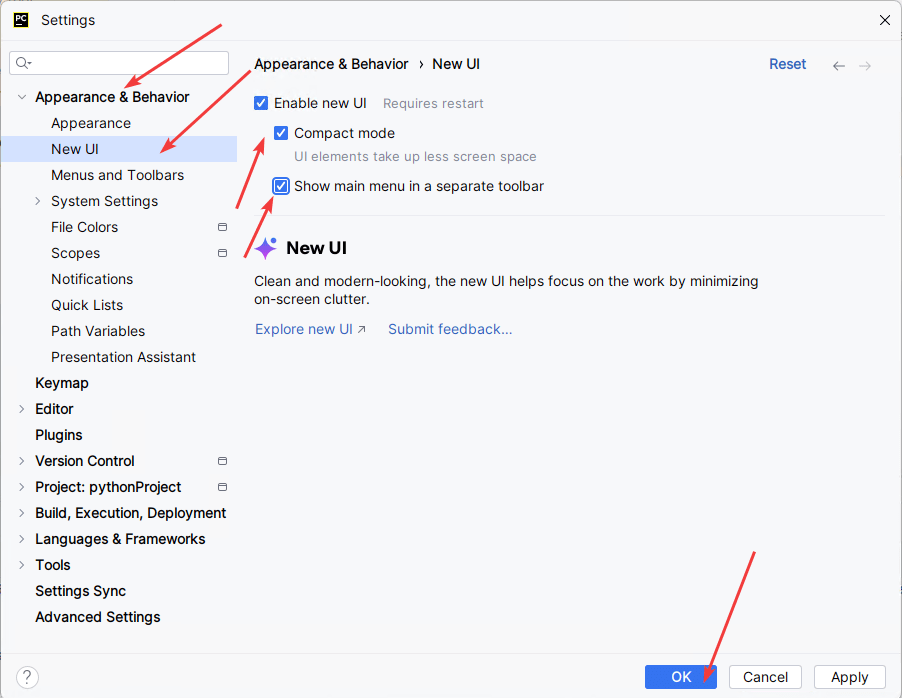 PC Settings
Appearance & Behavior
Appearance
New UI
Menus and Toolbars
System Settings
File Colors
Scopes
Notifications
Quick Lists
Path Variables
Presentation Assistant
Keymap
Editor
Plugins
Version Control
Project: pythonProject
Build, Execution, Deployment
Languages & Frameworks
Tools
Settings Sync
Advanced Settings
Appearance & Behavior › New UI Reset
Enable new UI Requires restart
Compact mode
UI elements take up less screen space
Show main menu in a separate toolbar
New UI
Clean and modern-looking, the new UI helps focus on the work by minimizing
on-screen clutter.
Explore new UI ↗ Submit feedback...
? OK Cancel Apply